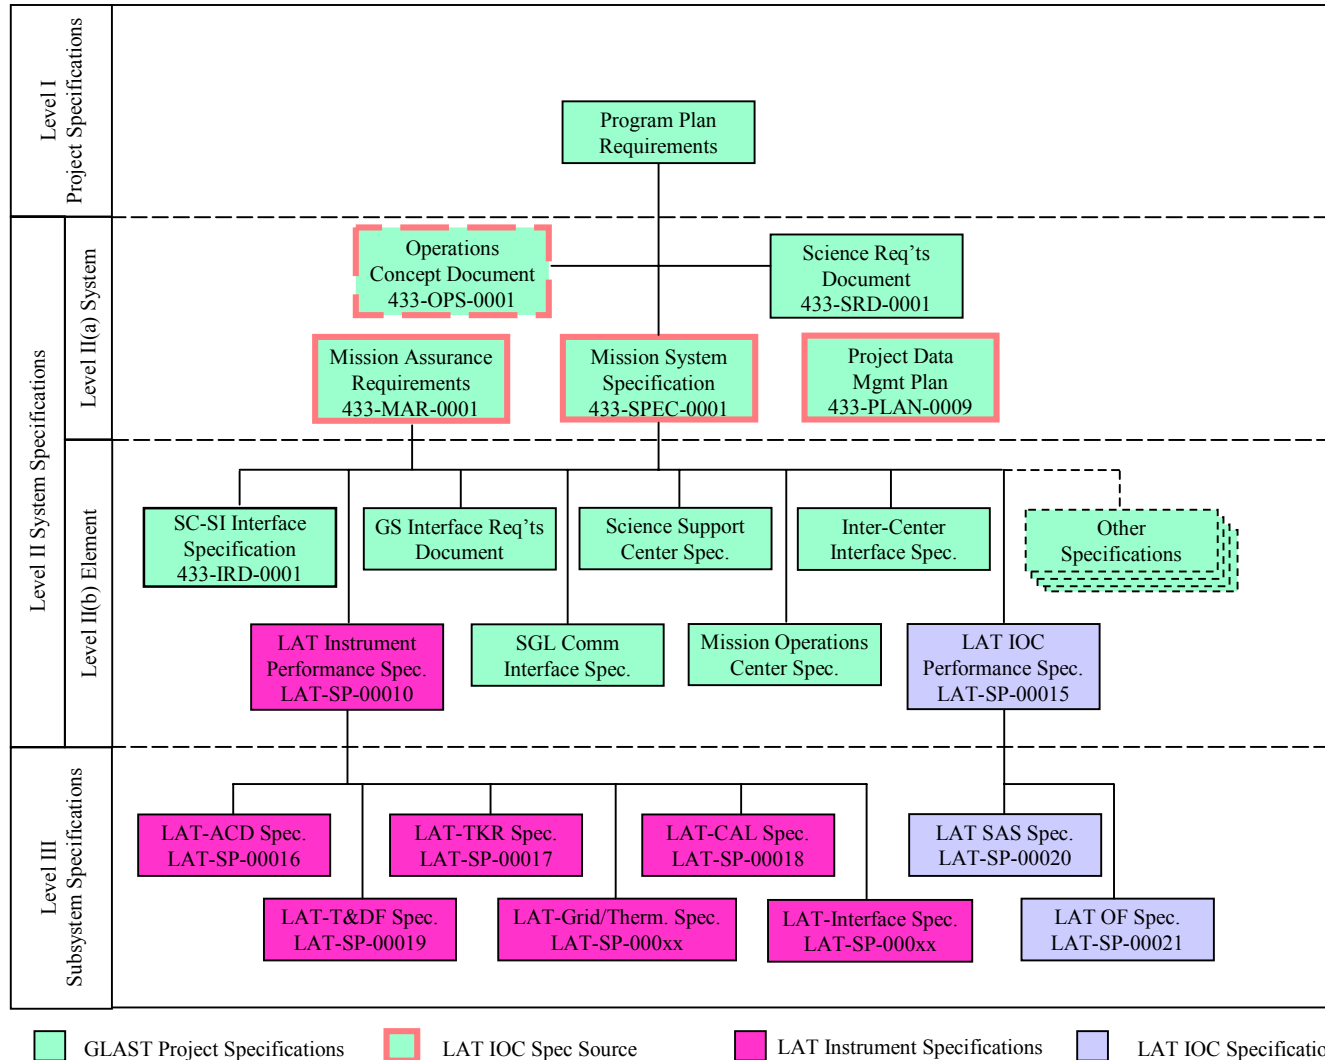 Level I
Project Specifications
Program Plan
Requirements
Level II System Specifications
Level II(a) System
Operations
Concept Document
433-OPS-0001
Science Req'ts
Document
433-SRD-0001
Mission Assurance
Requirements
433-MAR-0001
Mission System
Specification
433-SPEC-0001
Project Data
Mgmt Plan
433-PLAN-0009
Level II(b) Element
SC-SI Interface
Specification
433-IRD-0001
GS Interface Req'ts
Document
Science Support
Center Spec.
Inter-Center
Interface Spec.
Other
Specifications
LAT Instrument
Performance Spec.
LAT-SP-00010
SGL Comm
Interface Spec.
Mission Operations
Center Spec.
LAT IOC
Performance Spec.
LAT-SP-00015
Level III
Subsystem Specifications
LAT-ACD Spec.
LAT-SP-00016
LAT-TKR Spec.
LAT-SP-00017
LAT-CAL Spec.
LAT-SP-00018
LAT SAS Spec.
LAT-SP-00020
LAT-T&DF Spec.
LAT-SP-00019
LAT-Grid/Therm. Spec.
LAT-SP-000xx
LAT-Interface Spec.
LAT-SP-000xx
LAT OF Spec.
LAT-SP-00021
GLAST Project Specifications
LAT IOC Spec Source
LAT Instrument Specifications
LAT IOC Specificatio